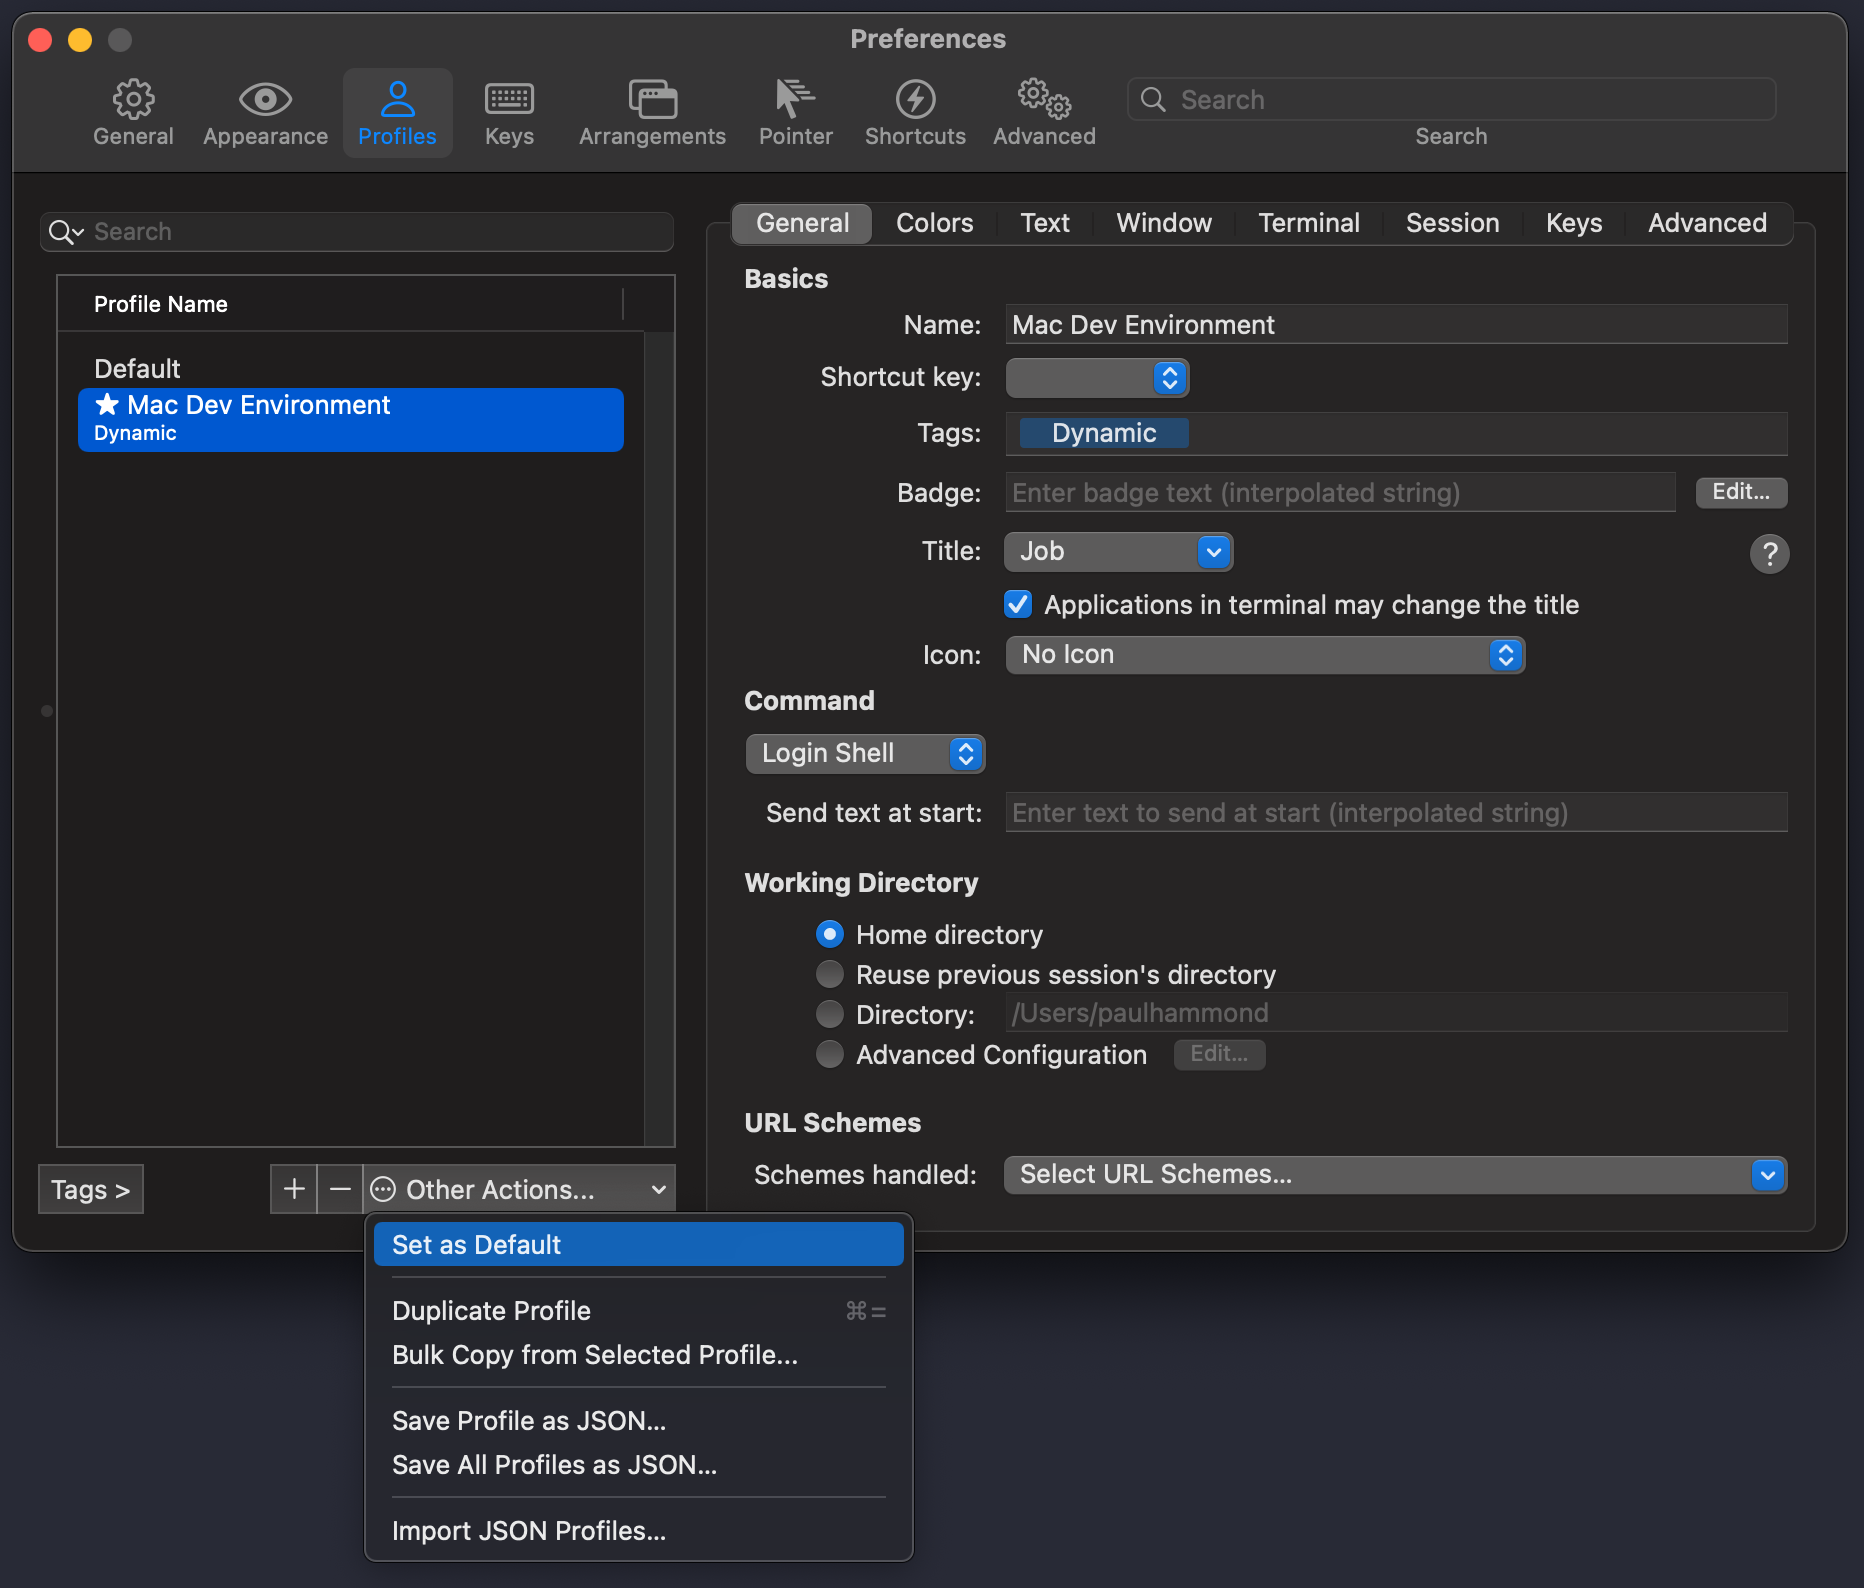 Preferences
General
Appearance
Profiles
Keys
Arrangements
Pointer
Shortcuts
Advanced
Search
Search
Search
Profile Name
Default
★ Mac Dev Environment
Dynamic
Tags >
+
−
Other Actions...
Set as Default
Duplicate Profile ⌘=
Bulk Copy from Selected Profile...
Save Profile as JSON...
Save All Profiles as JSON...
Import JSON Profiles...
General
Colors
Text
Window
Terminal
Session
Keys
Advanced
Basics
Name: Mac Dev Environment
Shortcut key:
Tags: Dynamic
Badge: Enter badge text (interpolated string) Edit...
Title: Job ?
Applications in terminal may change the title
Icon: No Icon
Command
Login Shell
Send text at start: Enter text to send at start (interpolated string)
Working Directory
Home directory
Reuse previous session's directory
Directory: /Users/paulhammond
Advanced Configuration Edit...
URL Schemes
Schemes handled: Select URL Schemes...